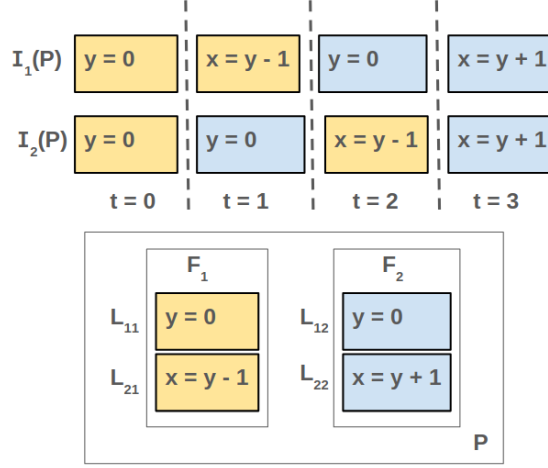 I₁(P) y = 0 x = y - 1 y = 0 x = y + 1
I₂(P) y = 0 y = 0 x = y - 1 x = y + 1
t = 0 t = 1 t = 2 t = 3
F₁ F₂
L₁₁ y = 0 L₁₂ y = 0
L₂₁ x = y - 1 L₂₂ x = y + 1
P